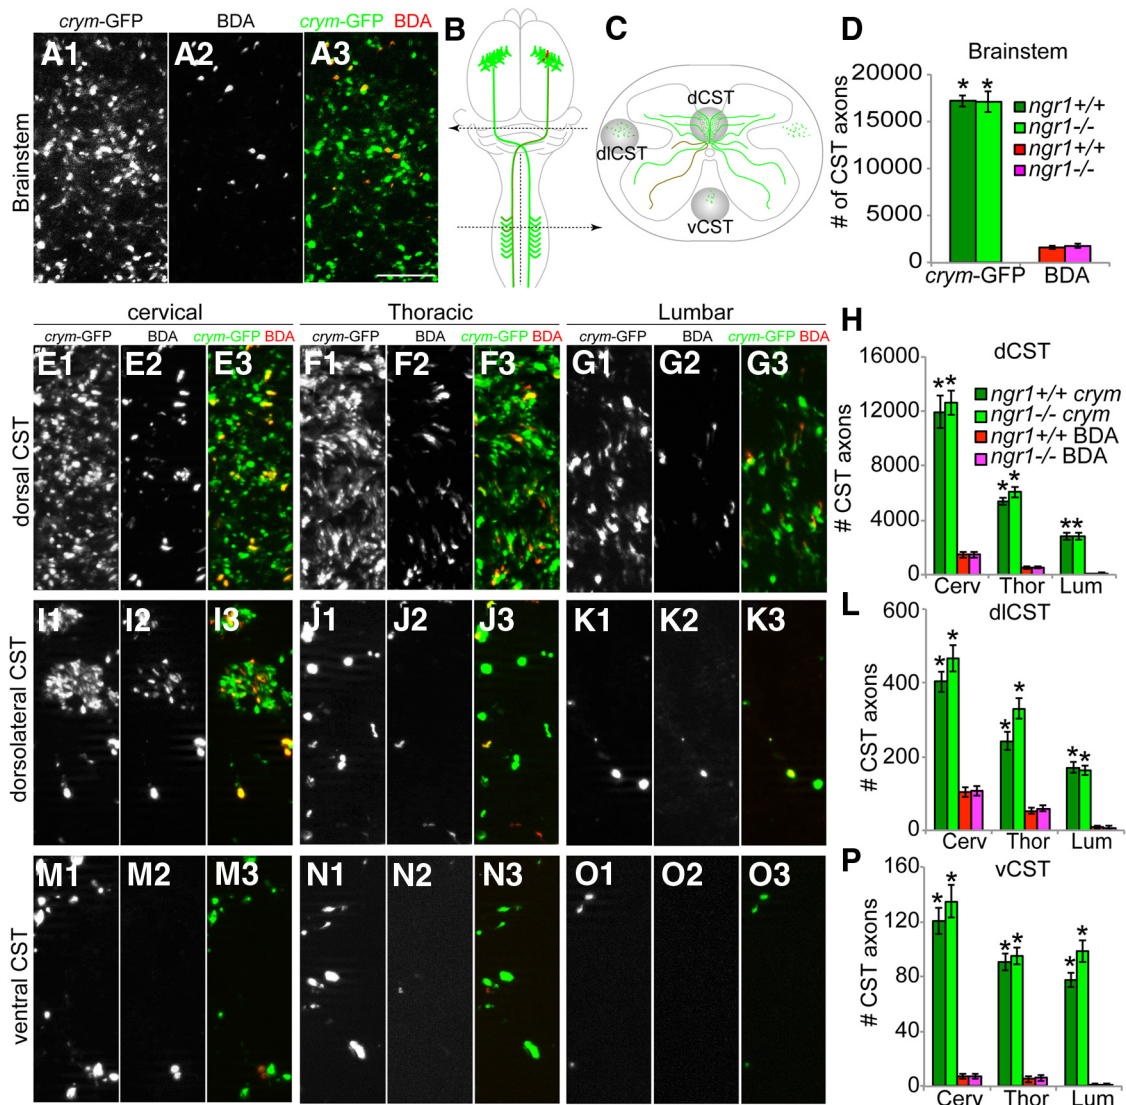 crym-GFP BDA crym-GFP BDA
Brainstem
A1 A2 A3
B
C
dCST
dlCST
vCST
D
Brainstem
# of CST axons
20000
15000
10000
5000
0
* *
ngr1+/+
ngr1-/-
ngr1+/+
ngr1-/-
crym-GFP BDA
cervical Thoracic Lumbar
crym-GFP BDA crym-GFP BDA crym-GFP BDA crym-GFP BDA crym-GFP BDA crym-GFP BDA
dorsal CST
E1 E2 E3 F1 F2 F3 G1 G2 G3
H
dCST
# CST axons
16000
12000
8000
4000
0
* * * * **
ngr1+/+ crym
ngr1-/- crym
ngr1+/+ BDA
ngr1-/- BDA
Cerv Thor Lum
dorsolateral CST
I1 I2 I3 J1 J2 J3 K1 K2 K3
L
dlCST
# CST axons
600
400
200
0
* * * * * *
Cerv Thor Lum
ventral CST
M1 M2 M3 N1 N2 N3 O1 O2 O3
P
vCST
# CST axons
160
120
80
40
0
* * * * * *
Cerv Thor Lum